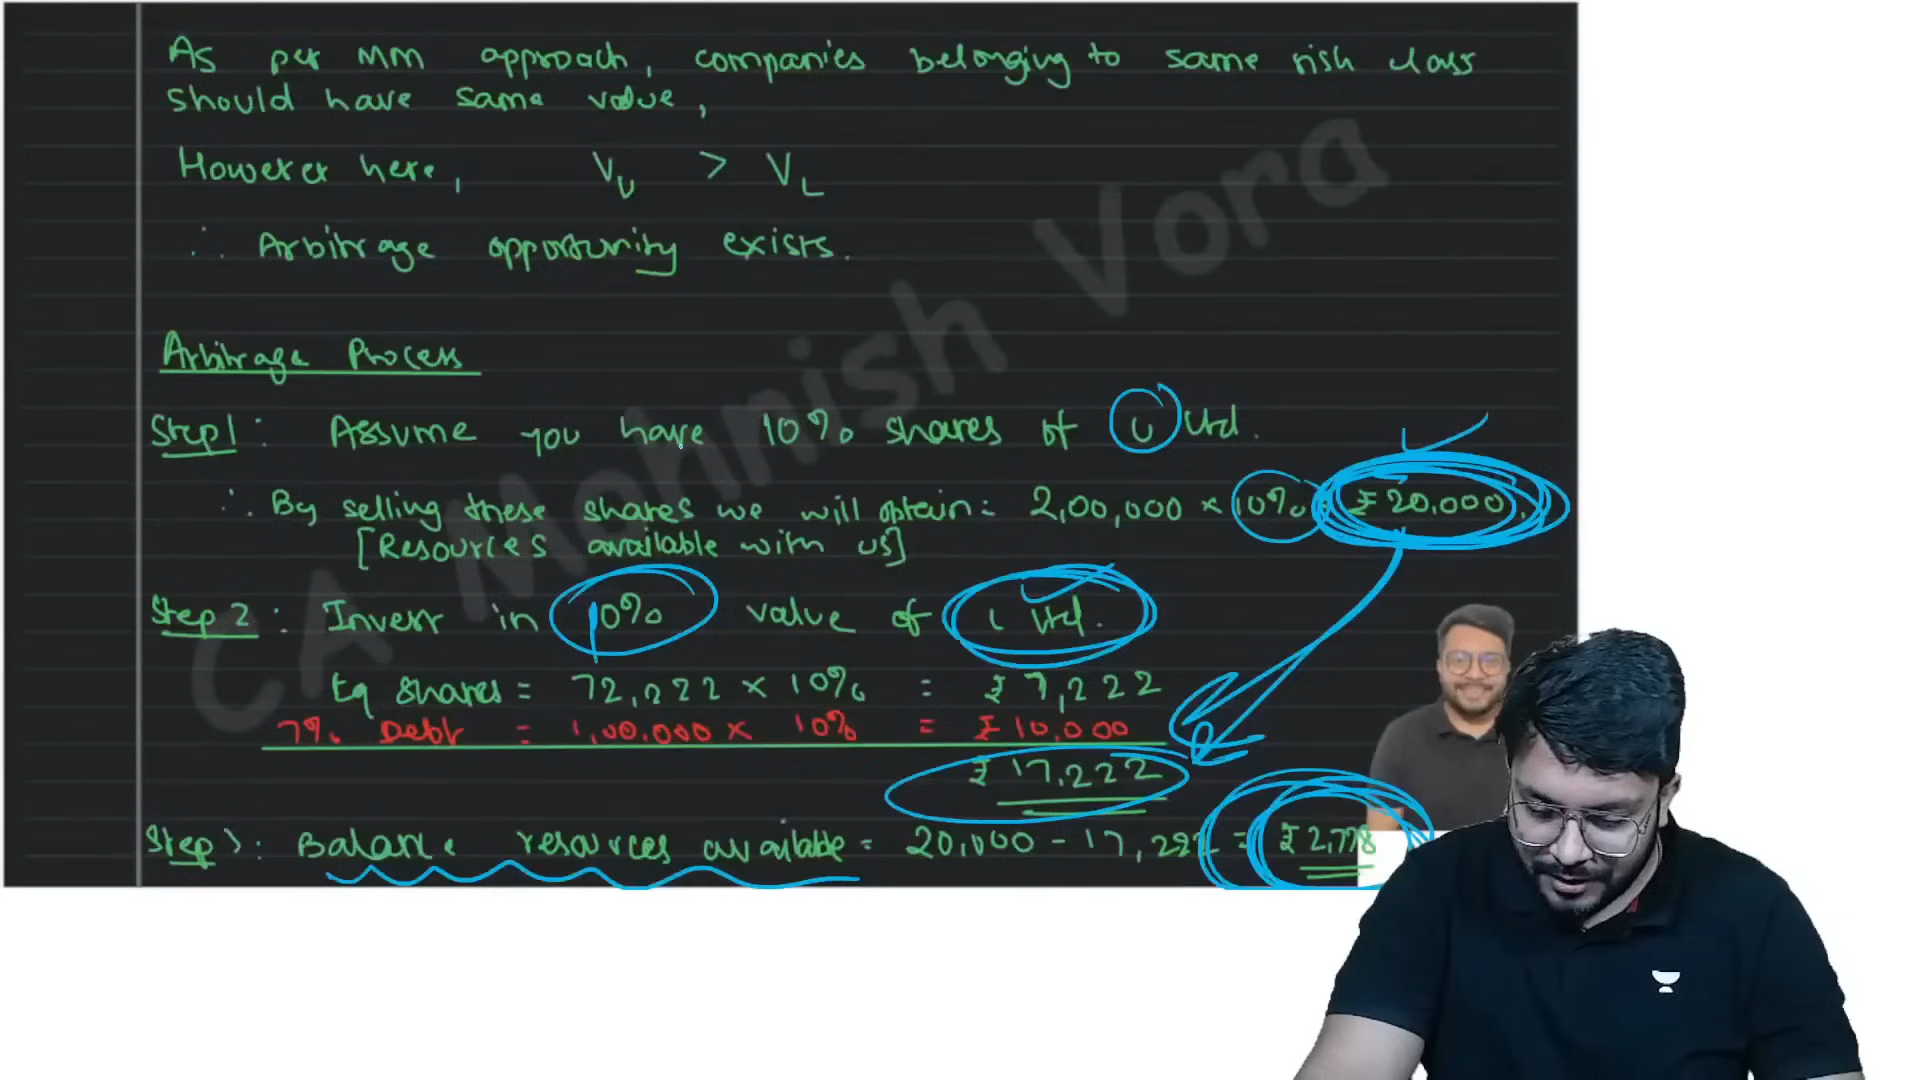 As per MM approach, companies belonging to same risk class
should have same value,
However here, VU > VL
∴ Arbitrage opportunity exists.
Arbitrage Process
Step 1: Assume you have 10% shares of U Ltd.
∴ By selling these shares we will obtain = 2,00,000 × 10% = ₹20,000.
[Resources available with us]
Step 2: Invest in 10% value of L Ltd.
Eq shares = 72,222 × 10% = ₹7,222
7% Debt = 1,00,000 × 10% = ₹10,000
₹17,222
Step 3: Balance resources available = 20,000 - 17,222 = ₹2,778
CA Mohnish Vora